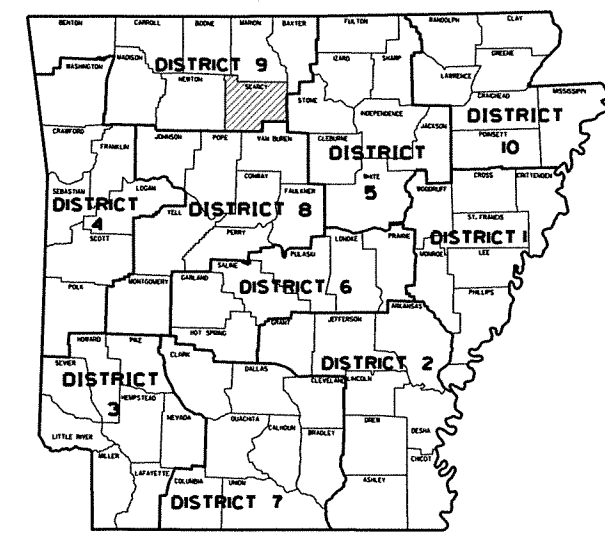 BENTON CARROLL BOONE MARION BAXTER FULTON RANDOLPH CLAY
WASHINGTON MADISON DISTRICT 9 IZARD SHARP GREENE
NEWTON SEARCY STONE LAWRENCE
CRAIGHEAD MISSISSIPPI
INDEPENDENCE JACKSON DISTRICT
CRAWFORD FRANKLIN JOHNSON POPE VAN BUREN CLEBURNE POINSETT 10
DISTRICT
LOGAN CONWAY WHITE WOODRUFF CROSS CRITTENDEN
SEBASTIAN FAULKNER 5
DISTRICT YELL DISTRICT 8 ST. FRANCIS
4 PERRY LONOKE PRAIRIE DISTRICT 1
SCOTT SALINE PULASKI MONROE LEE
POLK MONTGOMERY GARLAND DISTRICT 6 PHILLIPS
HOT SPRING GRANT JEFFERSON ARKANSAS
HOWARD PIKE CLARK
SEVIER DALLAS DISTRICT 2
DISTRICT CLEVELAND LINCOLN
3 HEMPSTEAD
NEVADA OUACHITA CALHOUN BRADLEY DREW DESHA
LITTLE RIVER
MILLER CHICOT
LAFAYETTE COLUMBIA UNION ASHLEY
DISTRICT 7